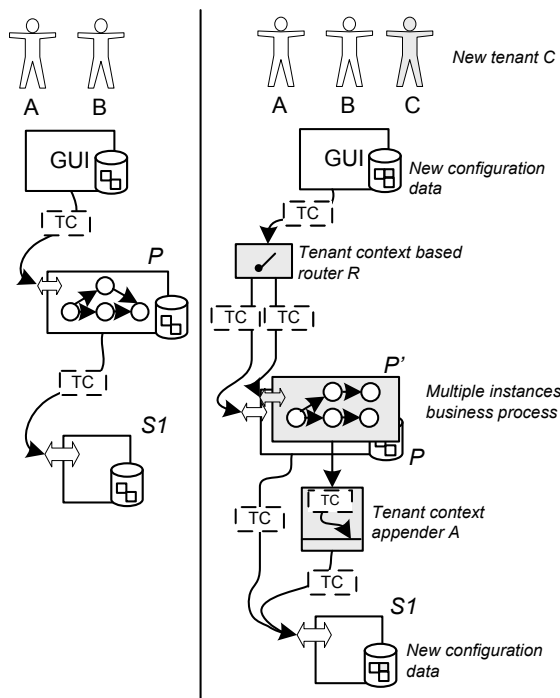 A B
GUI
TC
P
TC
S1
New tenant C
A B C
GUI
New configuration
data
TC
Tenant context based
router R
TC TC
P'
Multiple instances
business process
P
TC
TC
Tenant context
appender A
TC
S1
New configuration
data